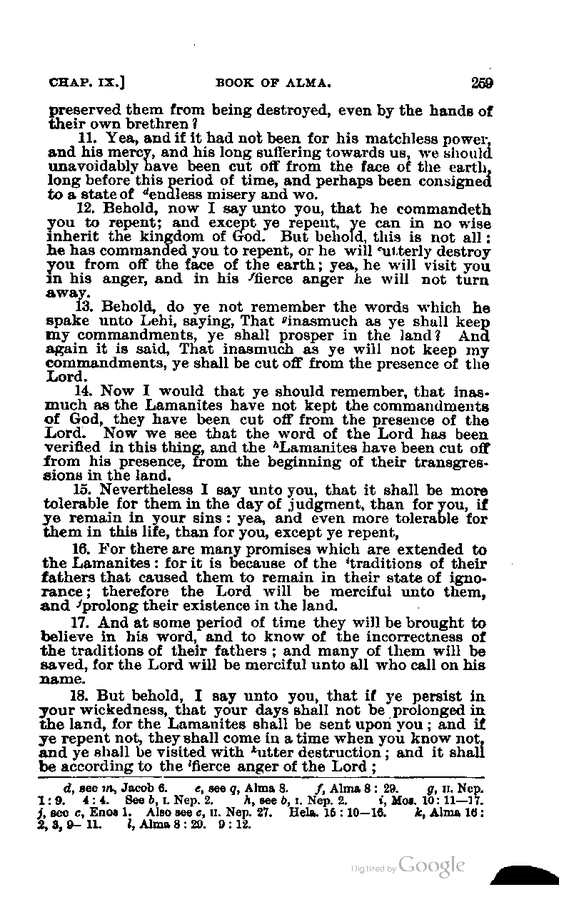 CHAP. IX.] BOOK OF ALMA. 259
preserved them from being destroyed, even by the hands of
their own brethren?
11. Yea, and if it had not been for his matchless power,
and his mercy, and his long suffering towards us, we should
unavoidably have been cut off from the face of the earth,
long before this period of time, and perhaps been consigned
to a state of dendless misery and wo.
12. Behold, now I say unto you, that he commandeth
you to repent; and except ye repent, ye can in no wise
inherit the kingdom of God. But behold, this is not all:
he has commanded you to repent, or he will eutterly destroy
you from off the face of the earth; yea, he will visit you
in his anger, and in his ffierce anger he will not turn
away.
13. Behold, do ye not remember the words which he
spake unto Lehi, saying, That ginasmuch as ye shall keep
my commandments, ye shall prosper in the land? And
again it is said, That inasmuch as ye will not keep my
commandments, ye shall be cut off from the presence of the
Lord.
14. Now I would that ye should remember, that inas-
much as the Lamanites have not kept the commandments
of God, they have been cut off from the presence of the
Lord. Now we see that the word of the Lord has been
verified in this thing, and the hLamanites have been cut off
from his presence, from the beginning of their transgres-
sions in the land.
15. Nevertheless I say unto you, that it shall be more
tolerable for them in the day of judgment, than for you, if
ye remain in your sins: yea, and even more tolerable for
them in this life, than for you, except ye repent,
16. For there are many promises which are extended to
the Lamanites: for it is because of the itraditions of their
fathers that caused them to remain in their state of igno-
rance; therefore the Lord will be merciful unto them,
and jprolong their existence in the land.
17. And at some period of time they will be brought to
believe in his word, and to know of the incorrectness of
the traditions of their fathers; and many of them will be
saved, for the Lord will be merciful unto all who call on his
name.
18. But behold, I say unto you, that if ye persist in
your wickedness, that your days shall not be prolonged in
the land, for the Lamanites shall be sent upon you; and if
ye repent not, they shall come in a time when you know not,
and ye shall be visited with kutter destruction; and it shall
be according to the lfierce anger of the Lord;
d, see m, Jacob 6. e, see q, Alma 8. f, Alma 8:29. g, II. Nep.
1:9. 4:4. See b, I. Nep. 2. h, see b, I. Nep. 2. i, Mos. 10:11—17.
j, see c, Enos 1. Also see e, II. Nep. 27. Hela. 15:10—16. k, Alma 16:
2, 3, 9—11. l, Alma 8:29. 9:12.
Digitized by Google